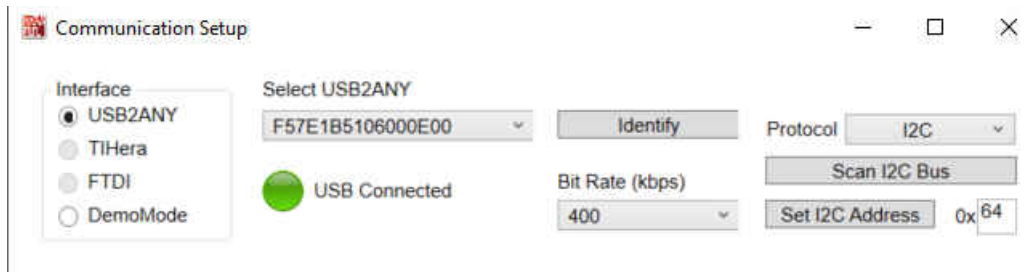 Communication Setup
Interface
USB2ANY
TIHera
FTDI
DemoMode
Select USB2ANY
F57E1B5106000E00
Identify
USB Connected
Bit Rate (kbps)
400
Protocol I2C
Scan I2C Bus
Set I2C Address 0x 64